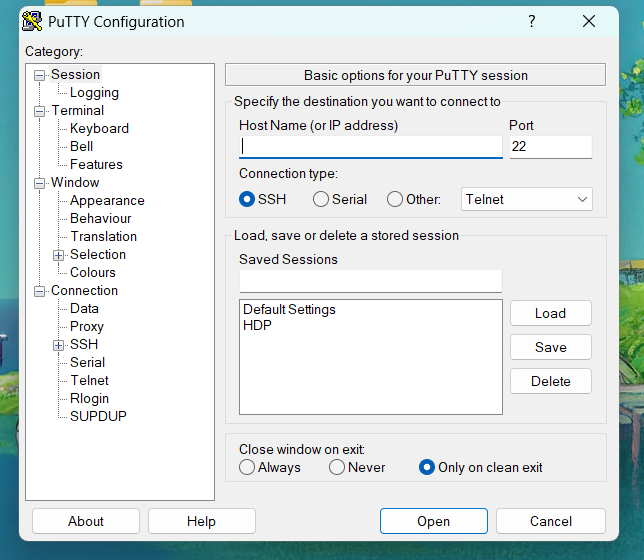 PuTTY Configuration
?
Category:
Session
Logging
Terminal
Keyboard
Bell
Features
Window
Appearance
Behaviour
Translation
Selection
Colours
Connection
Data
Proxy
SSH
Serial
Telnet
Rlogin
SUPDUP
Basic options for your PuTTY session
Specify the destination you want to connect to
Host Name (or IP address) Port
22
Connection type:
SSH Serial Other: Telnet
Load, save or delete a stored session
Saved Sessions
Default Settings
HDP
Load
Save
Delete
Close window on exit:
Always Never Only on clean exit
About Help Open Cancel